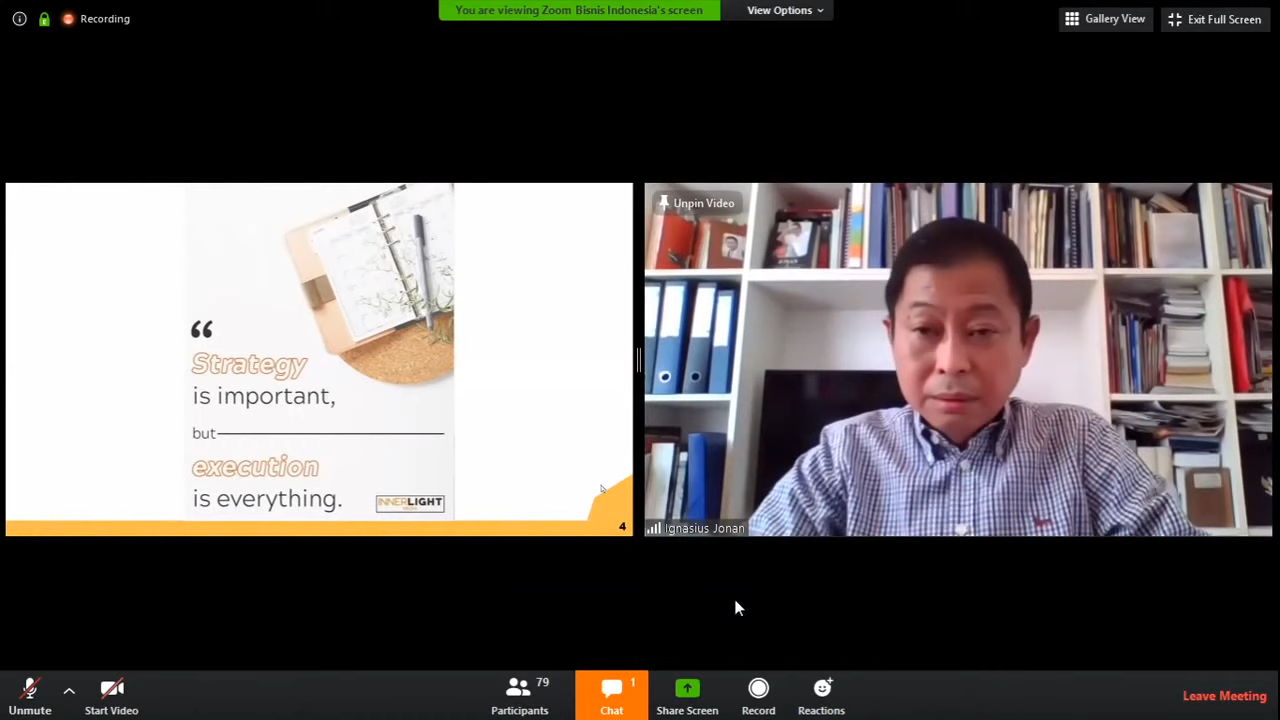 Recording
You are viewing Zoom Bisnis Indonesia's screen
View Options
Gallery View
Exit Full Screen
“
Strategy
is important,
but
execution
is everything.
INNERLIGHT
4
Unpin Video
Ignasius Jonan
Unmute
Start Video
79
Participants
1
Chat
Share Screen
Record
Reactions
Leave Meeting